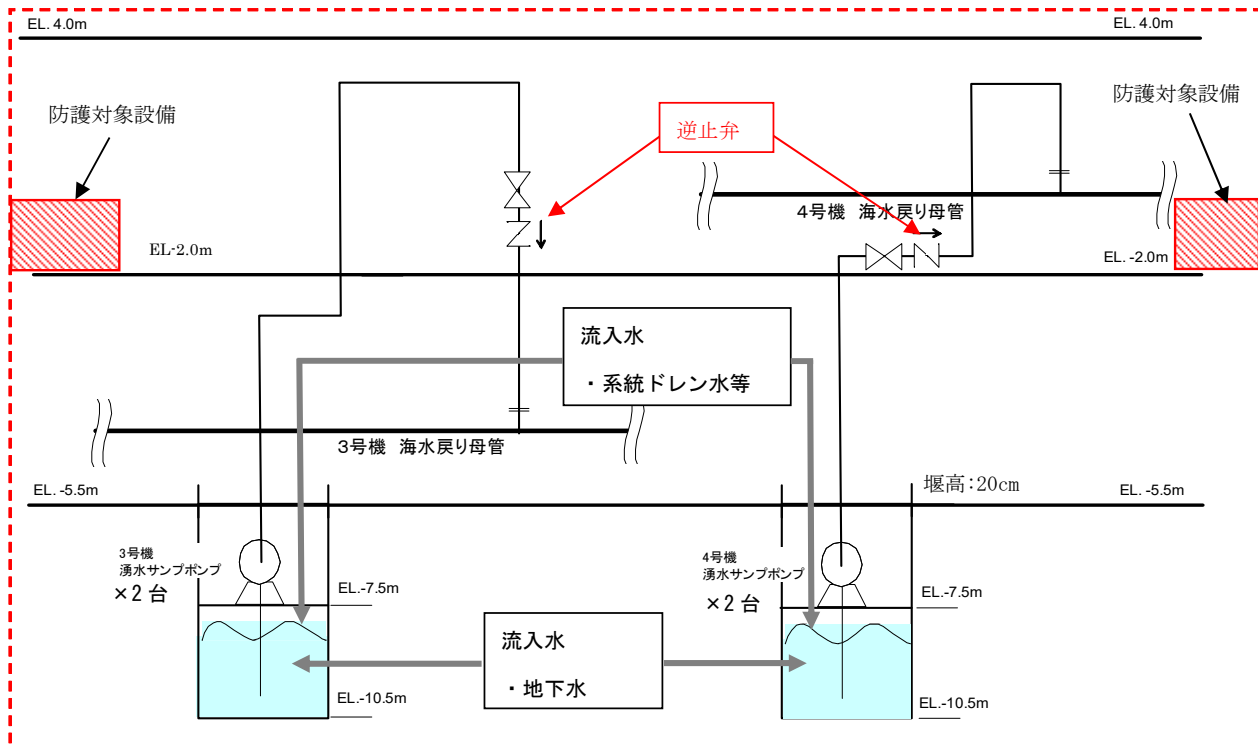 EL. 4.0m
EL. 4.0m
防護対象設備
防護対象設備
逆止弁
4号機 海水戻り母管
EL-2.0m
EL. -2.0m
流入水
・系統ドレン水等
3号機 海水戻り母管
EL. -5.5m
堰高:20cm
EL. -5.5m
3号機
湧水サンプポンプ
×2台
EL.-7.5m
4号機
湧水サンプポンプ
×2台
EL.-7.5m
流入水
・地下水
EL.-10.5m
EL.-10.5m